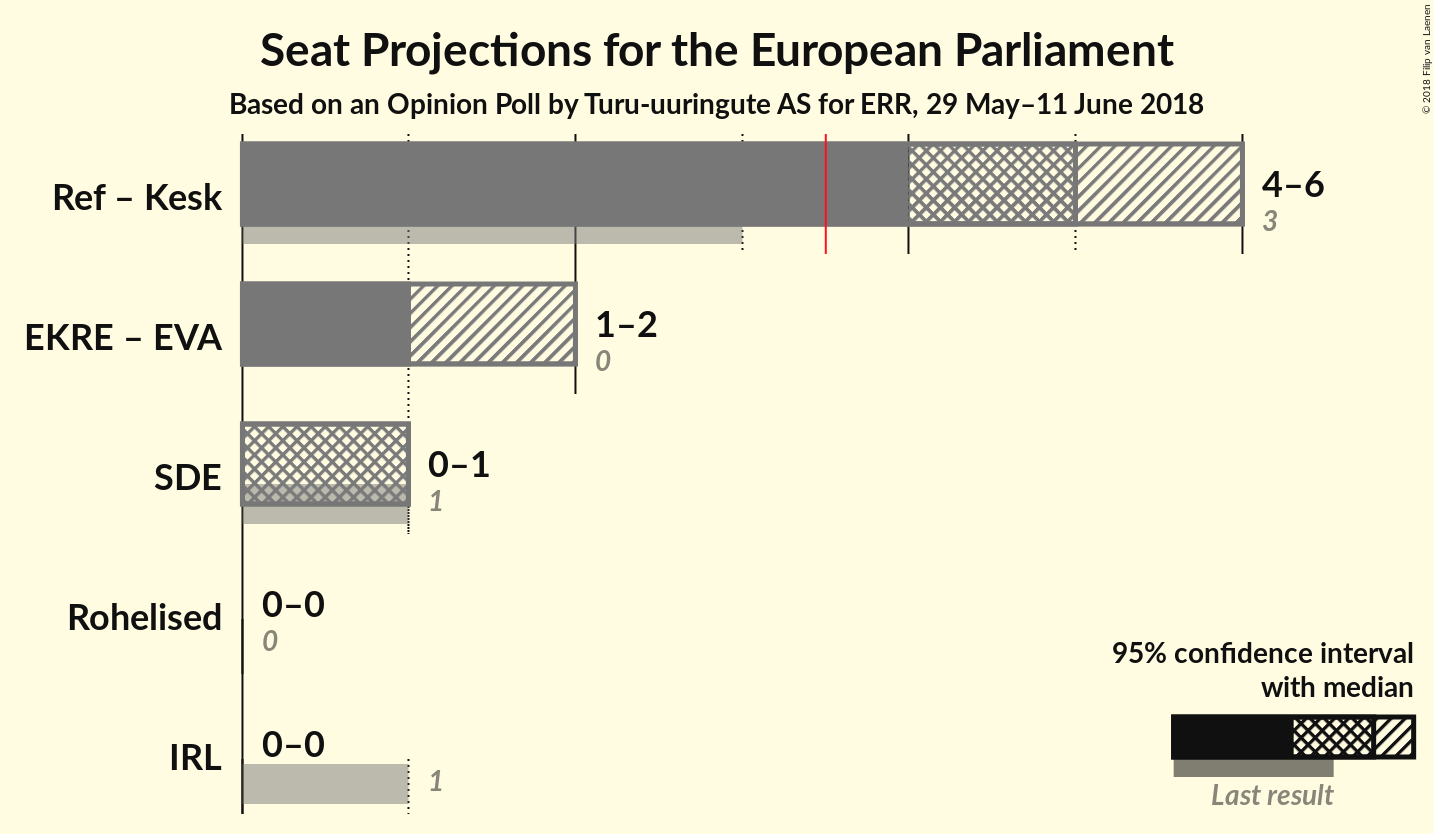 Seat Projections for the European Parliament
Based on an Opinion Poll by Turu-uuringute AS for ERR, 29 May–11 June 2018
© 2018 Filip van Laenen
Ref – Kesk
4–6
3
EKRE – EVA
1–2
0
SDE
0–1
1
Rohelised
0–0
0
IRL
0–0
1
95% confidence interval
with median
Last result